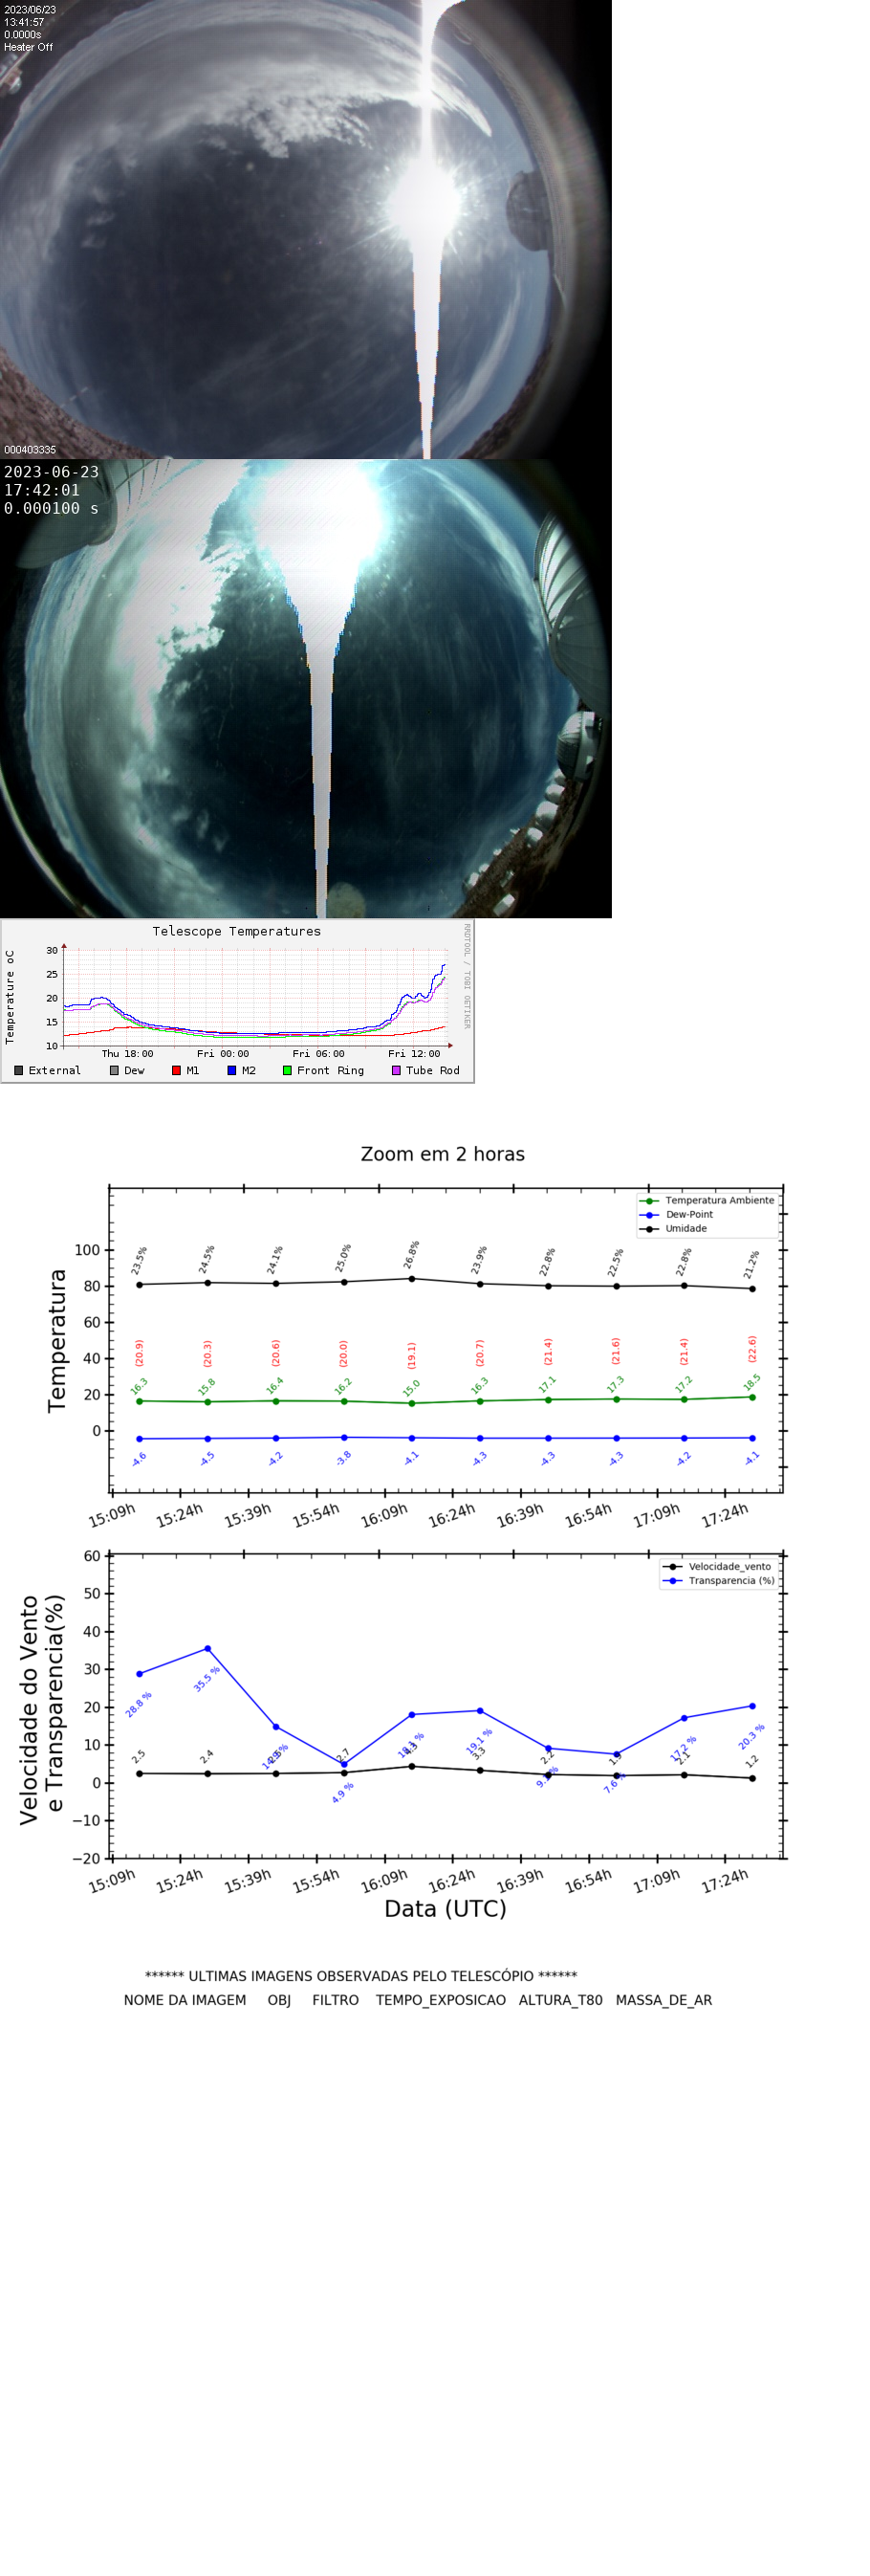 2023/06/23
13:41:57
0.0000s
Heater Off
000403335
2023-06-23
17:42:01
0.000100 s
Telescope Temperatures
RRDTOOL / TOBI OETIKER
Temperature oC
30
25
20
15
10
Thu 18:00 Fri 00:00 Fri 06:00 Fri 12:00
External Dew M1 M2 Front Ring Tube Rod
Zoom em 2 horas
Temperatura Ambiente
Dew-Point
Umidade
Temperatura
100
80
60
40
20
0
23.5% 24.5% 24.1% 25.0% 26.8% 23.9% 22.8% 22.5% 22.8% 21.2%
(20.9) (20.3) (20.6) (20.0) (19.1) (20.7) (21.4) (21.6) (21.4) (22.6)
16.3 15.8 16.4 16.2 15.0 16.3 17.1 17.3 17.2 18.5
-4.6 -4.5 -4.2 -3.8 -4.1 -4.3 -4.3 -4.3 -4.2 -4.1
15:09h 15:24h 15:39h 15:54h 16:09h 16:24h 16:39h 16:54h 17:09h 17:24h
Velocidade_vento
Transparencia (%)
Velocidade do Vento
e Transparencia(%)
60
50
40
30
20
10
0
−10
−20
28.8 % 35.5 % 4.9 % 19.1 % 7.6 % 17.2 % 20.3 %
2.5 2.4 2.7 3.3 2.2 2.1 1.2
15:09h 15:24h 15:39h 15:54h 16:09h 16:24h 16:39h 16:54h 17:09h 17:24h
Data (UTC)
****** ULTIMAS IMAGENS OBSERVADAS PELO TELESCÓPIO ******
NOME DA IMAGEM OBJ FILTRO TEMPO_EXPOSICAO ALTURA_T80 MASSA_DE_AR